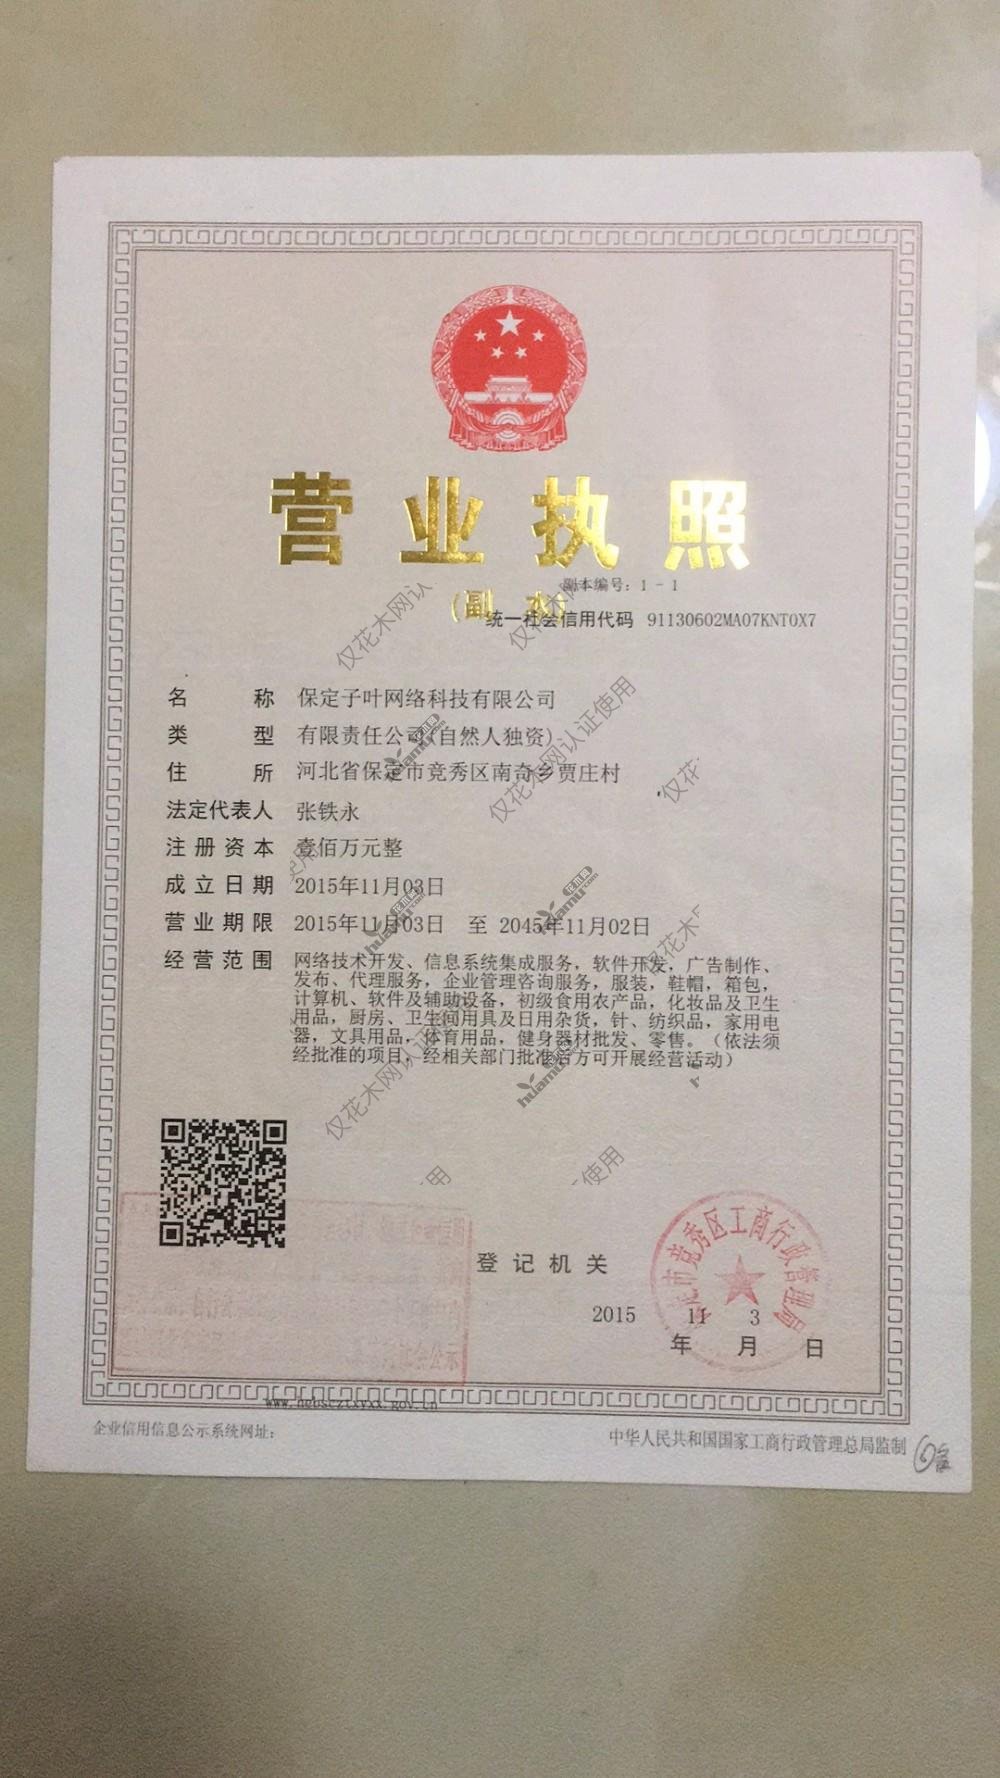 营业执照
(副 本)
副本编号：1 - 1
统一社会信用代码 91130602MA07KNT0X7
名称 保定子叶网络科技有限公司
类型 有限责任公司(自然人独资)
住所 河北省保定市竞秀区南奇乡贾庄村
法定代表人 张铁永
注册资本 壹佰万元整
成立日期 2015年11月03日
营业期限 2015年11月03日 至 2045年11月02日
经营范围 网络技术开发、信息系统集成服务，软件开发，广告制作、
发布、代理服务，企业管理咨询服务，服装，鞋帽，箱包，
计算机、软件及辅助设备，初级食用农产品，化妆品及卫生
用品，厨房、卫生间用具及日用杂货，针、纺织品，家用电
器，文具用品，体育用品，健身器材批发、零售。（依法须
经批准的项目，经相关部门批准后方可开展经营活动）
仅花木网认证使用
huamu.com
花木网
登记机关
市竞秀区工商行政管理局
2015 11 3
年 月 日
企业信用信息公示系统网址：
中华人民共和国国家工商行政管理总局监制